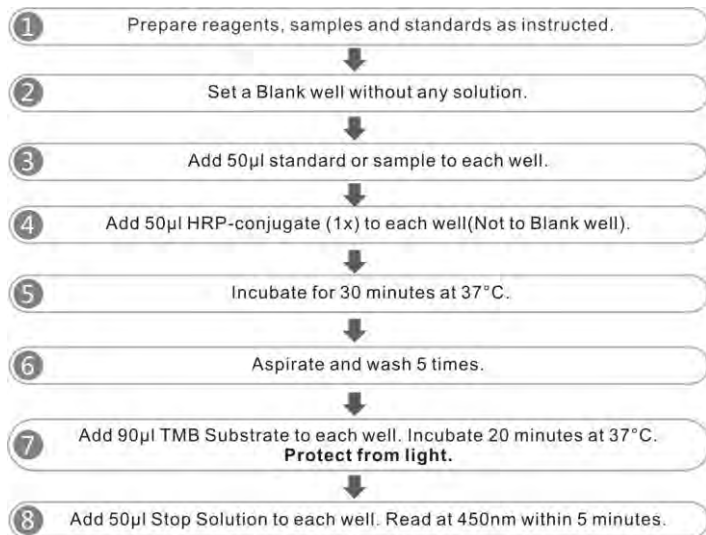 1 Prepare reagents, samples and standards as instructed.
2 Set a Blank well without any solution.
3 Add 50µl standard or sample to each well.
4 Add 50µl HRP-conjugate (1x) to each well(Not to Blank well).
5 Incubate for 30 minutes at 37°C.
6 Aspirate and wash 5 times.
7 Add 90µl TMB Substrate to each well. Incubate 20 minutes at 37°C.
Protect from light.
8 Add 50µl Stop Solution to each well. Read at 450nm within 5 minutes.